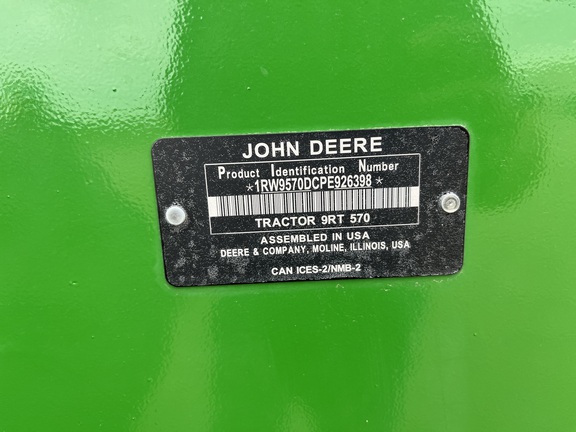 JOHN DEERE
Product Identification Number
*1RW9570DCPE926398*
TRACTOR 9RT 570
ASSEMBLED IN USA
DEERE & COMPANY, MOLINE, ILLINOIS, USA
CAN ICES-2/NMB-2